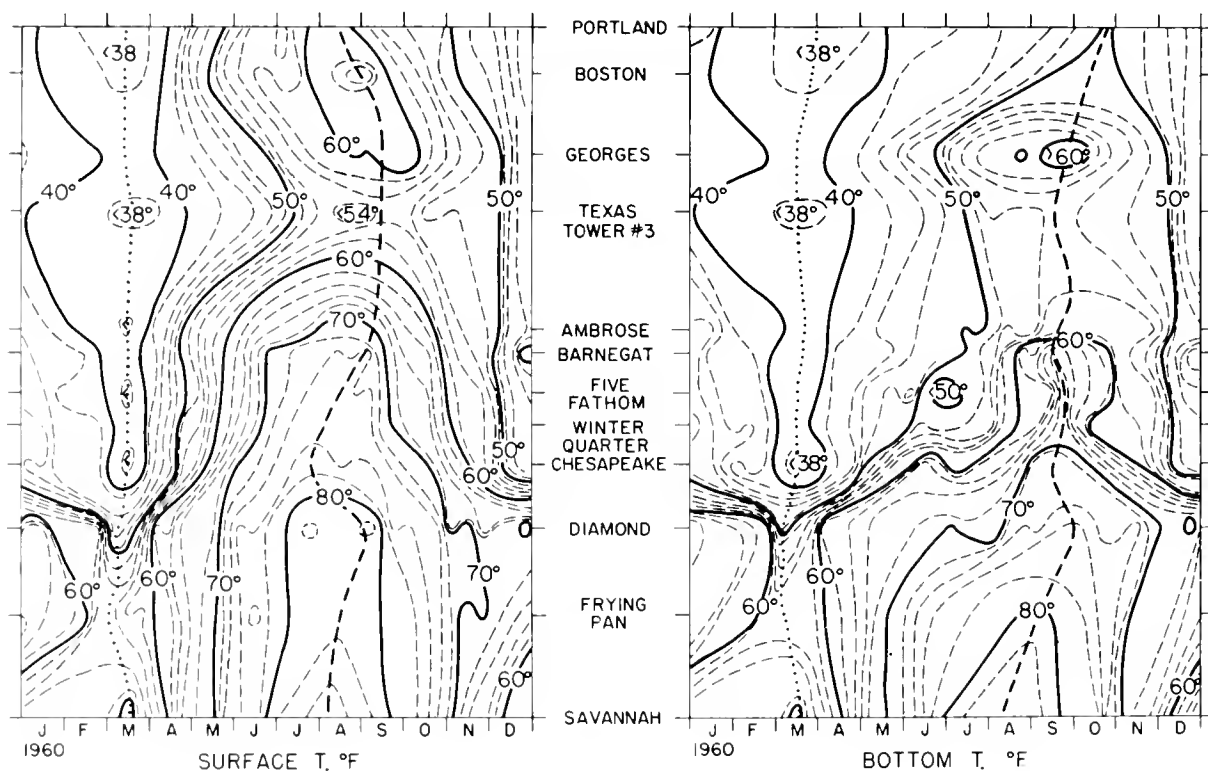 PORTLAND
BOSTON
GEORGES
TEXAS
TOWER #3
AMBROSE
BARNEGAT
FIVE
FATHOM
WINTER
QUARTER
CHESAPEAKE
DIAMOND
FRYING
PAN
SAVANNAH
<38
60°
40° 40° 50° 50°
<38° <54°
60°
70°
50°
60°
80°
60° 60° 70° 70°
60°
J F M A M J J A S O N D
1960
SURFACE T, °F
<38°
>60°
40° 40° 50° 50°
<38°
60°
<50°
<38°
70°
60° 60° 80°
60°
J F M A M J J A S O N D
1960
BOTTOM T, °F